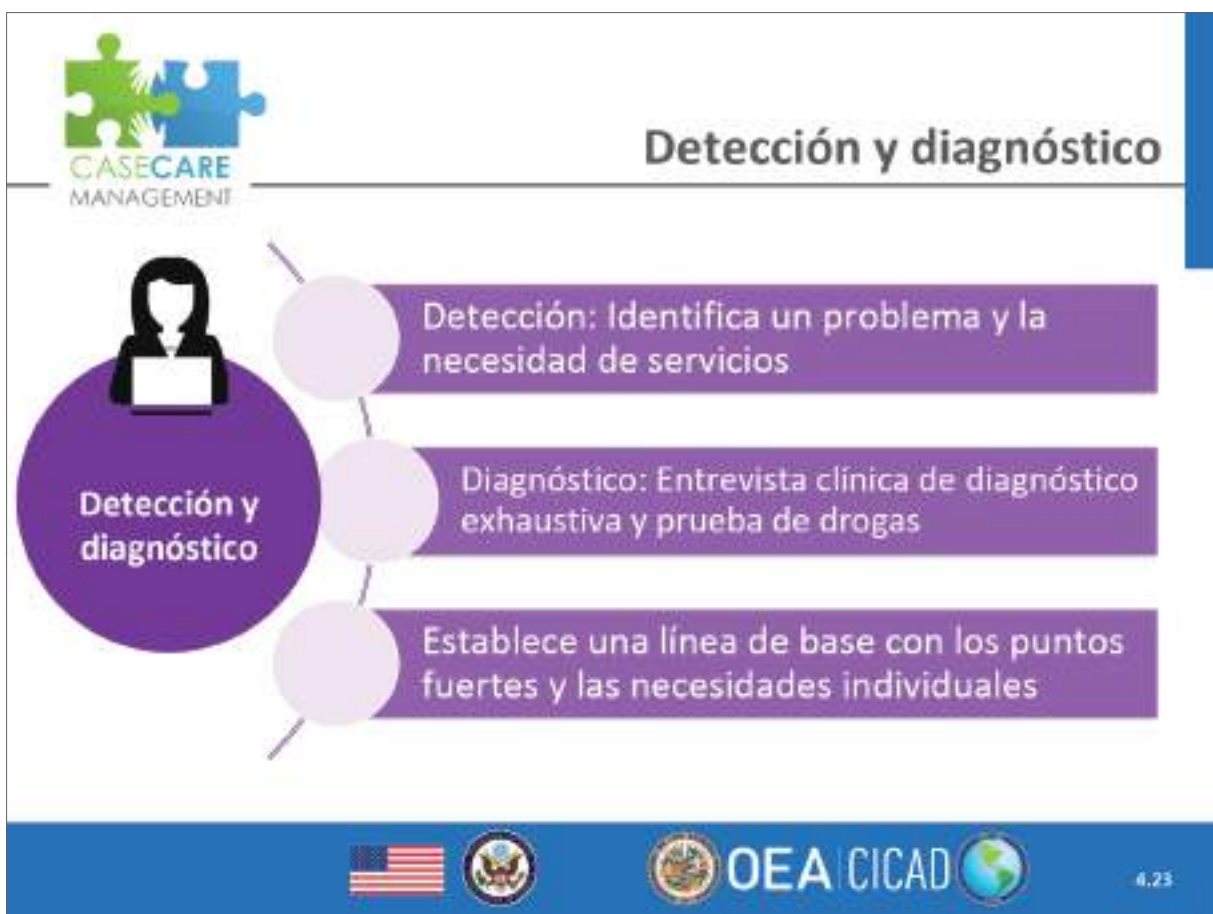 CASECARE
MANAGEMENT
Detección y diagnóstico
Detección: Identifica un problema y la
necesidad de servicios
Detección y
diagnóstico
Diagnóstico: Entrevista clínica de diagnóstico
exhaustiva y prueba de drogas
Establece una línea de base con los puntos
fuertes y las necesidades individuales
OEA | CICAD
4.23